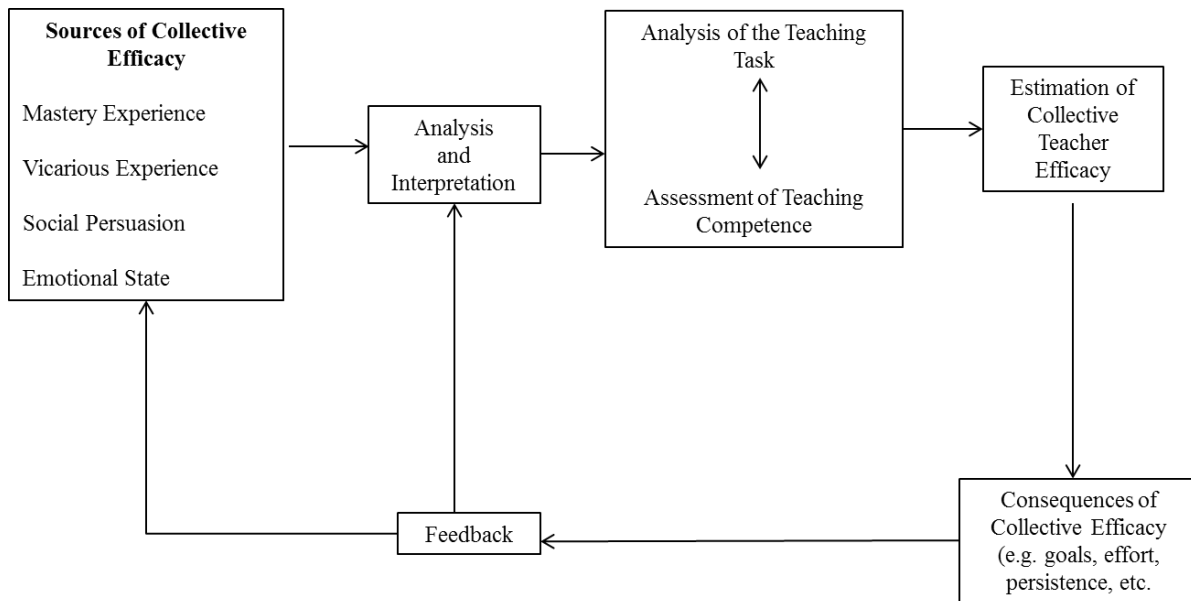 Sources of Collective
Efficacy
Mastery Experience
Vicarious Experience
Social Persuasion
Emotional State
Analysis
and
Interpretation
Analysis of the Teaching
Task
Assessment of Teaching
Competence
Estimation of
Collective
Teacher
Efficacy
Consequences of
Collective Efficacy
(e.g. goals, effort,
persistence, etc.
Feedback